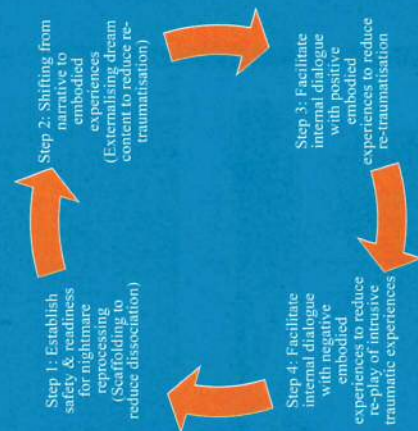 Step 1: Establish
safety & readiness
for nightmare
reprocessing
(Scaffolding to
reduce dissociation)
Step 2: Shifting from
narrative to
embodied
experiences
(Externalising dream
content to reduce re-
traumatisation)
Step 3: Facilitate
internal dialogue
with positive
embodied
experiences to reduce
re-traumatisation
Step 4: Facilitate
internal dialogue
with negative
embodied
experiences to reduce
re-play of intrusive
traumatic experiences